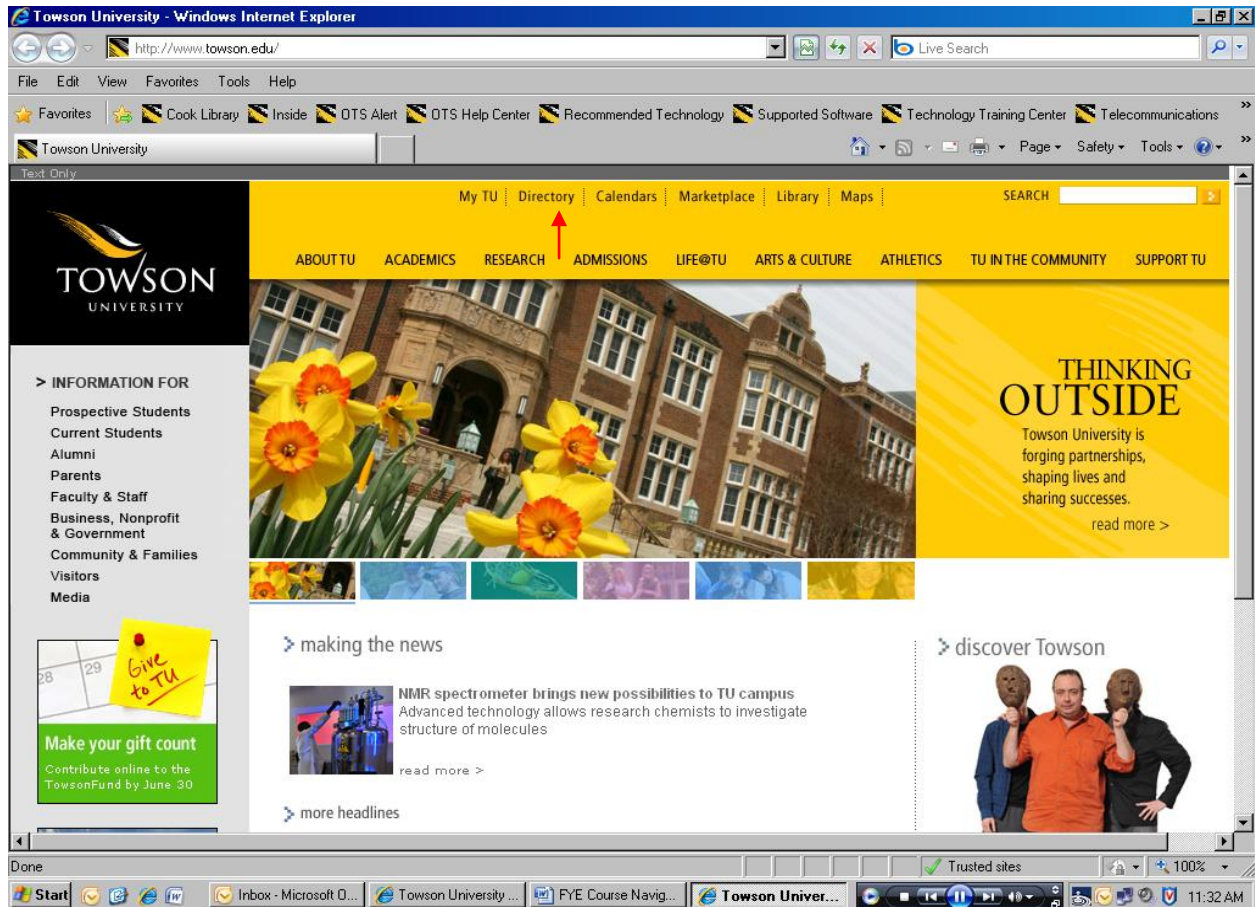 Towson University - Windows Internet Explorer
http://www.towson.edu/
Live Search
File Edit View Favorites Tools Help
Favorites Cook Library Inside OTS Alert OTS Help Center Recommended Technology Supported Software Technology Training Center Telecommunications »
Towson University
Page Safety Tools »
Text Only
My TU Directory Calendars Marketplace Library Maps SEARCH
ABOUT TU ACADEMICS RESEARCH ADMISSIONS LIFE@TU ARTS & CULTURE ATHLETICS TU IN THE COMMUNITY SUPPORT TU
TOWSON
UNIVERSITY
> INFORMATION FOR
Prospective Students
Current Students
Alumni
Parents
Faculty & Staff
Business, Nonprofit
& Government
Community & Families
Visitors
Media
THINKING
OUTSIDE
Towson University is
forging partnerships,
shaping lives and
sharing successes.
read more >
28 29
Give
to TU
Make your gift count
Contribute online to the
TowsonFund by June 30
> making the news
NMR spectrometer brings new possibilities to TU campus
Advanced technology allows research chemists to investigate
structure of molecules
read more >
> more headlines
> discover Towson
Done
Trusted sites
100%
Start
Inbox - Microsoft O...
Towson University ...
FYE Course Navig...
Towson Univer...
11:32 AM